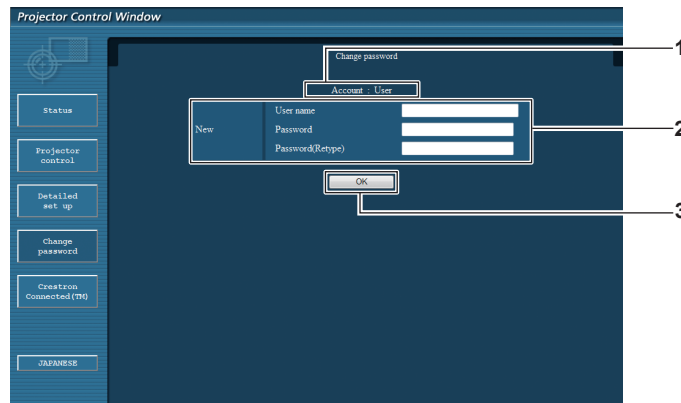 Projector Control Window
1
Change password
Account : User
Status
User name
New
Password
2
Password(Retype)
Projector
control
OK
Detailed
set up
3
Change
password
Crestron
Connected(TM)
JAPANESE